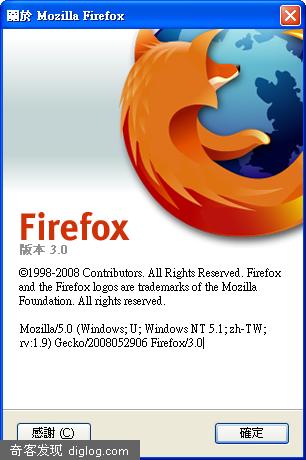 關於 Mozilla Firefox
Firefox
版本 3.0
©1998-2008 Contributors. All Rights Reserved. Firefox
and the Firefox logos are trademarks of the Mozilla
Foundation. All rights reserved.
Mozilla/5.0 (Windows; U; Windows NT 5.1; zh-TW;
rv:1.9) Gecko/2008052906 Firefox/3.0
感謝 (C)
確定
奇客发现 diglog.com